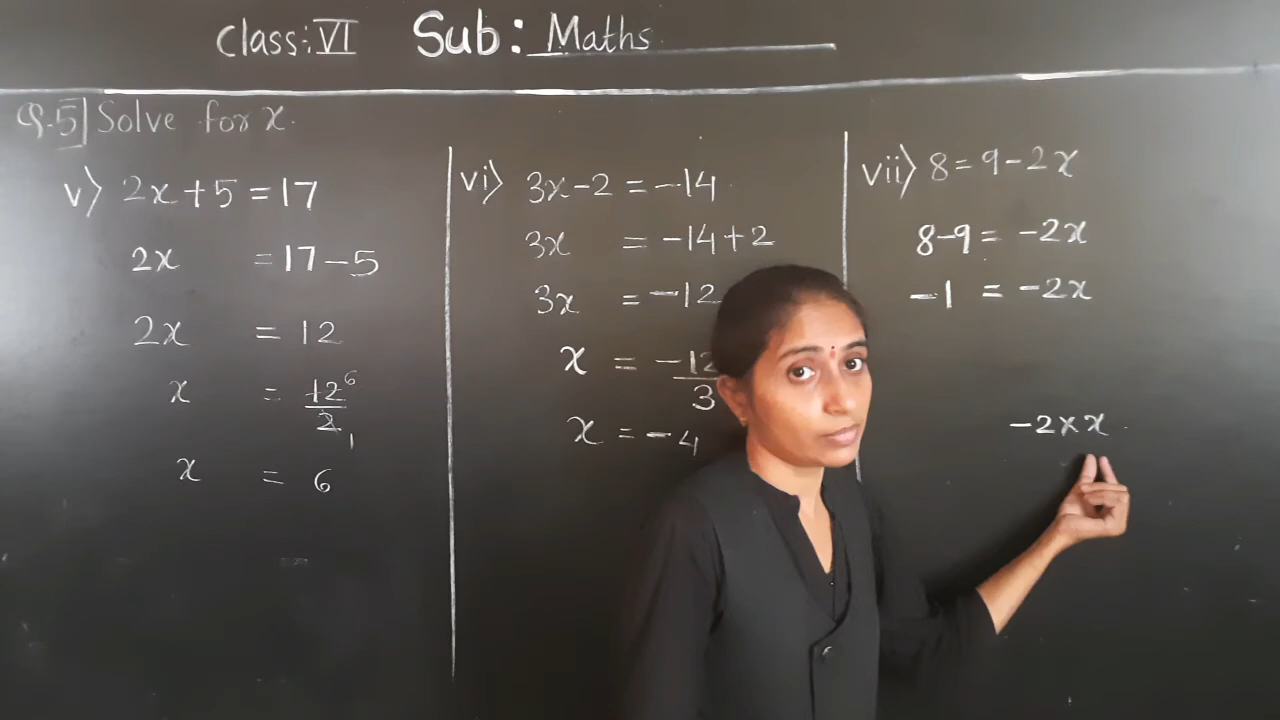 Class: VI Sub: Maths
Q.5] Solve for x.
v) 2x+5=17
2x =17-5
2x = 12
x = 12/2 6 1
x = 6
vi) 3x-2=-14
3x =-14+2
3x =-12
x = -12/3
x = -4
vii) 8=9-2x
8-9= -2x
-1 = -2x
-2×x